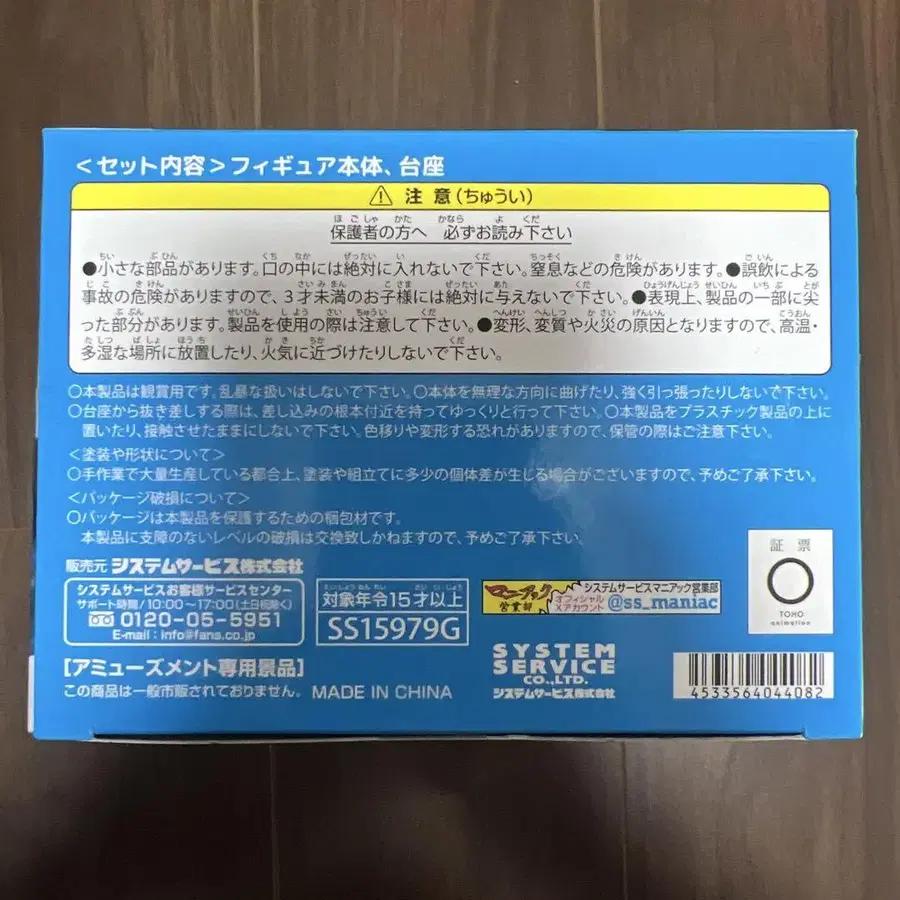 <セット内容>フィギュア本体、台座
注意(ちゅうい)
保護者の方へ 必ずお読み下さい
●小さな部品があります。口の中には絶対に入れないで下さい。窒息などの危険があります。●誤飲による
事故の危険がありますので、3才未満のお子様には絶対に与えないで下さい。●表現上、製品の一部に尖
った部分があります。製品を使用の際は注意して下さい。●変形、変質や火災の原因となりますので、高温・
多湿な場所に放置したり、火気に近づけたりしないで下さい。
○本製品は観賞用です。乱暴な扱いはしないで下さい。○本体を無理な方向に曲げたり、強く引っ張ったりしないで下さい。
○台座から抜き差しする際は、差し込みの根本付近を持ってゆっくりと行って下さい。○本製品をプラスチック製品の上に
置いたり、接触させたままにしないで下さい。色移りや変形する恐れがありますので、保管の際はご注意下さい。
<塗装や形状について>
○手作業で大量生産している都合上、塗装や組立てに多少の個体差が生じる場合がございますので、予めご了承下さい。
<パッケージ破損について>
○パッケージは本製品を保護するための梱包材です。
本製品に支障のないレベルの破損は交換致しかねますので、予めご了承下さい。
販売元 システムサービス株式会社
システムサービスお客様サービスセンター
サポート時間/10:00~17:00(土日祝除く)
0120-05-5951
E-mail : info@fans.co.jp
対象年令15才以上
SS15979G
マニアック
営業部
オフィシャル
Xアカウント
システムサービスマニアック営業部
@ss_maniac
証票
TOHO
animation
SYSTEM
SERVICE
CO.,LTD.
システムサービス株式会社
4533564044082
【アミューズメント専用景品】
この商品は一般市販されておりません。 MADE IN CHINA